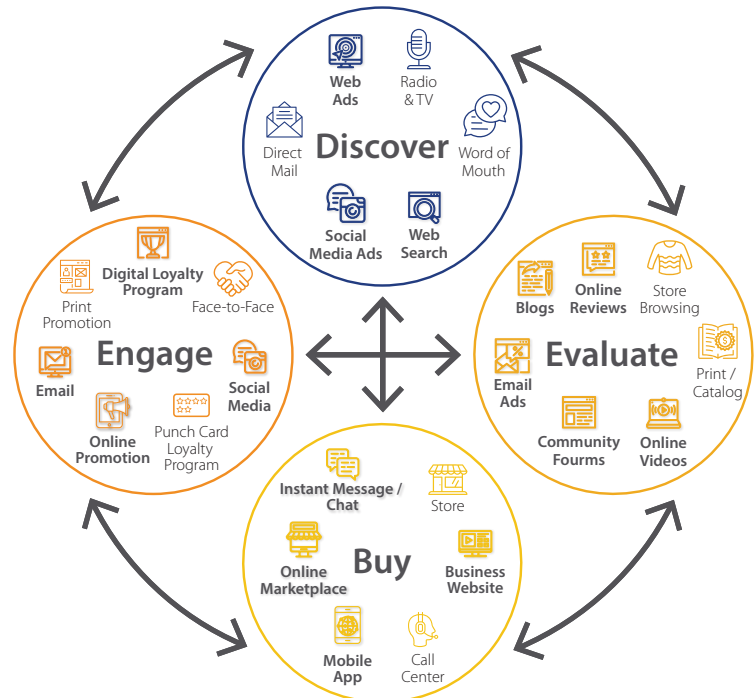 Web
Ads
Radio
& TV
Direct
Mail
Discover
Word of
Mouth
Social
Media Ads
Web
Search
Digital Loyalty
Program
Print
Promotion
Face-to-Face
Engage
Email
Social
Media
Online
Promotion
Punch Card
Loyalty
Program
Blogs
Online
Reviews
Store
Browsing
Evaluate
Email
Ads
Print /
Catalog
Community
Fourms
Online
Videos
Instant Message /
Chat
Store
Buy
Online
Marketplace
Business
Website
Mobile
App
Call
Center